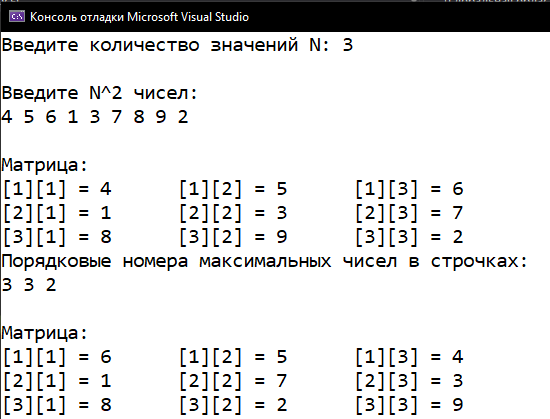 Консоль отладки Microsoft Visual Studio
Введите количество значений N: 3
Введите N^2 чисел:
4 5 6 1 3 7 8 9 2
Матрица:
[1][1] = 4 [1][2] = 5 [1][3] = 6
[2][1] = 1 [2][2] = 3 [2][3] = 7
[3][1] = 8 [3][2] = 9 [3][3] = 2
Порядковые номера максимальных чисел в строчках:
3 3 2
Матрица:
[1][1] = 6 [1][2] = 5 [1][3] = 4
[2][1] = 1 [2][2] = 7 [2][3] = 3
[3][1] = 8 [3][2] = 2 [3][3] = 9